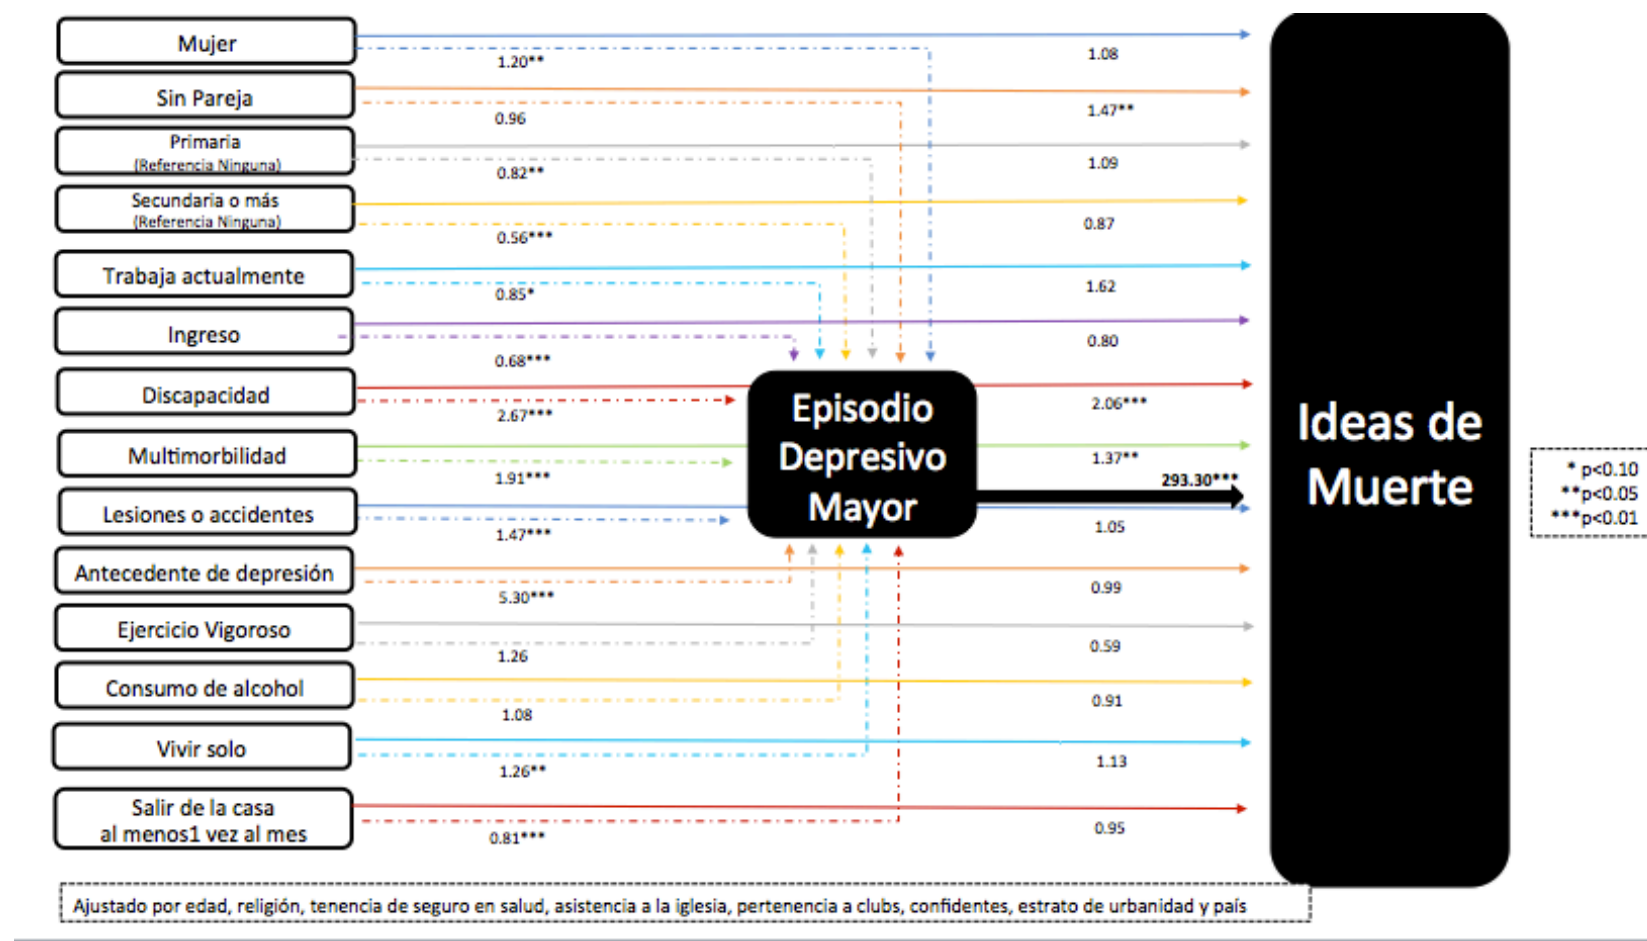 Mujer
1.20**
1.08
Sin Pareja
0.96
1.47**
Primaria
(Referencia Ninguna)
0.82**
1.09
Secundaria o más
(Referencia Ninguna)
0.56***
0.87
Trabaja actualmente
0.85*
1.62
Ingreso
0.68***
0.80
Discapacidad
2.67***
2.06***
Multimorbilidad
1.91***
1.37**
Lesiones o accidentes
1.47***
1.05
Episodio
Depresivo
Mayor
293.30***
Ideas de
Muerte
* p<0.10
**p<0.05
***p<0.01
Antecedente de depresión
5.30***
0.99
Ejercicio Vigoroso
1.26
0.59
Consumo de alcohol
1.08
0.91
Vivir solo
1.26**
1.13
Salir de la casa
al menos1 vez al mes
0.81***
0.95
Ajustado por edad, religión, tenencia de seguro en salud, asistencia a la iglesia, pertenencia a clubs, confidentes, estrato de urbanidad y país